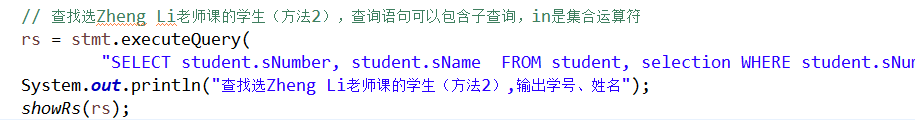 // 查找选Zheng Li老师课的学生（方法2），查询语句可以包含子查询，in是集合运算符
rs = stmt.executeQuery(
"SELECT student.sNumber, student.sName  FROM student, selection WHERE student.sNum
System.out.println("查找选Zheng Li老师课的学生（方法2）,输出学号、姓名");
showRs(rs);